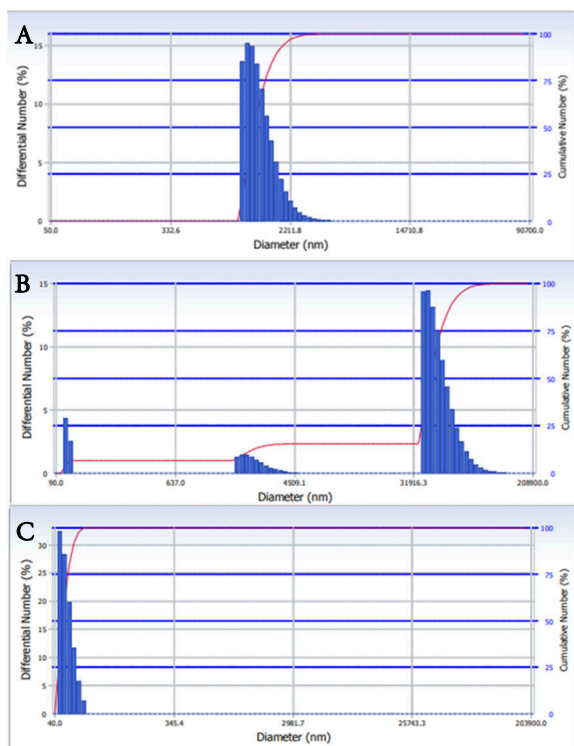 A
Differential Number (%)
15
10
5
0
100
75
50
25
0
Cumulative Number (%)
50.0 332.6 2211.8 14710.8 90700.0
Diameter (nm)
B
Differential Number (%)
15
10
5
0
100
75
50
25
0
Cumulative Number (%)
90.0 637.0 4509.1 31916.3 208900.0
Diameter (nm)
C
Differential Number (%)
30
25
20
15
10
5
0
100
75
50
25
0
Cumulative Number (%)
40.0 345.4 2981.7 25743.3 203900.0
Diameter (nm)